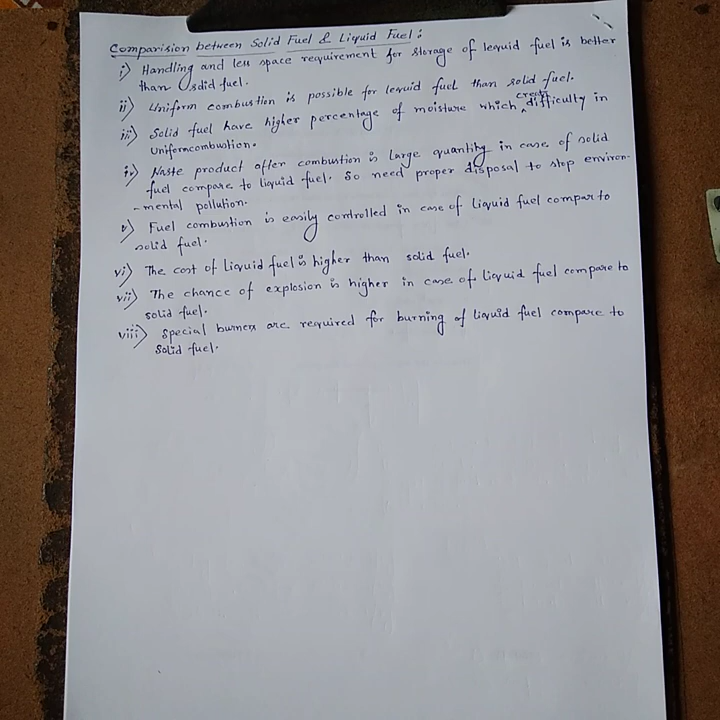 Comparision between Solid Fuel & Liquid Fuel:
i) Handling and less space requirement for storage of lequid fuel is better
than solid fuel.
ii) Uniform combustion is possible for lequid fuel than solid fuel.
iii) Solid fuel have higher percentage of moisture which create difficulty in
Uniformcombustion.
iv) Waste product after combustion is Large quantity in case of solid
fuel compare to liquid fuel. So need proper disposal to stop environ-
-mental pollution.
v) Fuel combustion is easily controlled in case of Liquid fuel compar to
solid fuel.
vi) The cost of liquid fuel is higher than solid fuel.
vii) The chance of explosion is higher in case of liquid fuel compare to
solid fuel.
viii) Special burners are required for burning of liquid fuel compare to
Solid fuel.